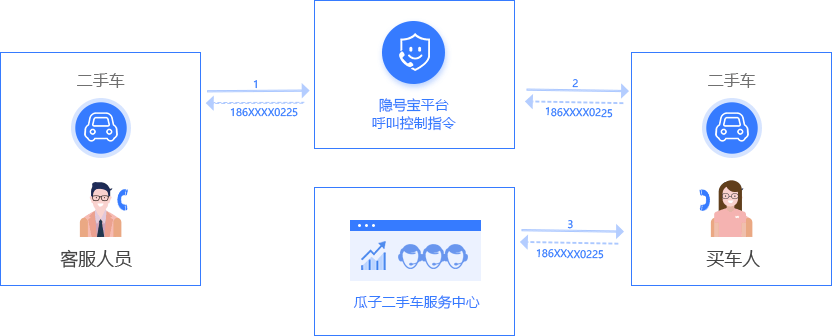 二手车
客服人员
1
186XXXX0225
隐号宝平台
呼叫控制指令
2
186XXXX0225
二手车
买车人
瓜子二手车服务中心
3
186XXXX0225